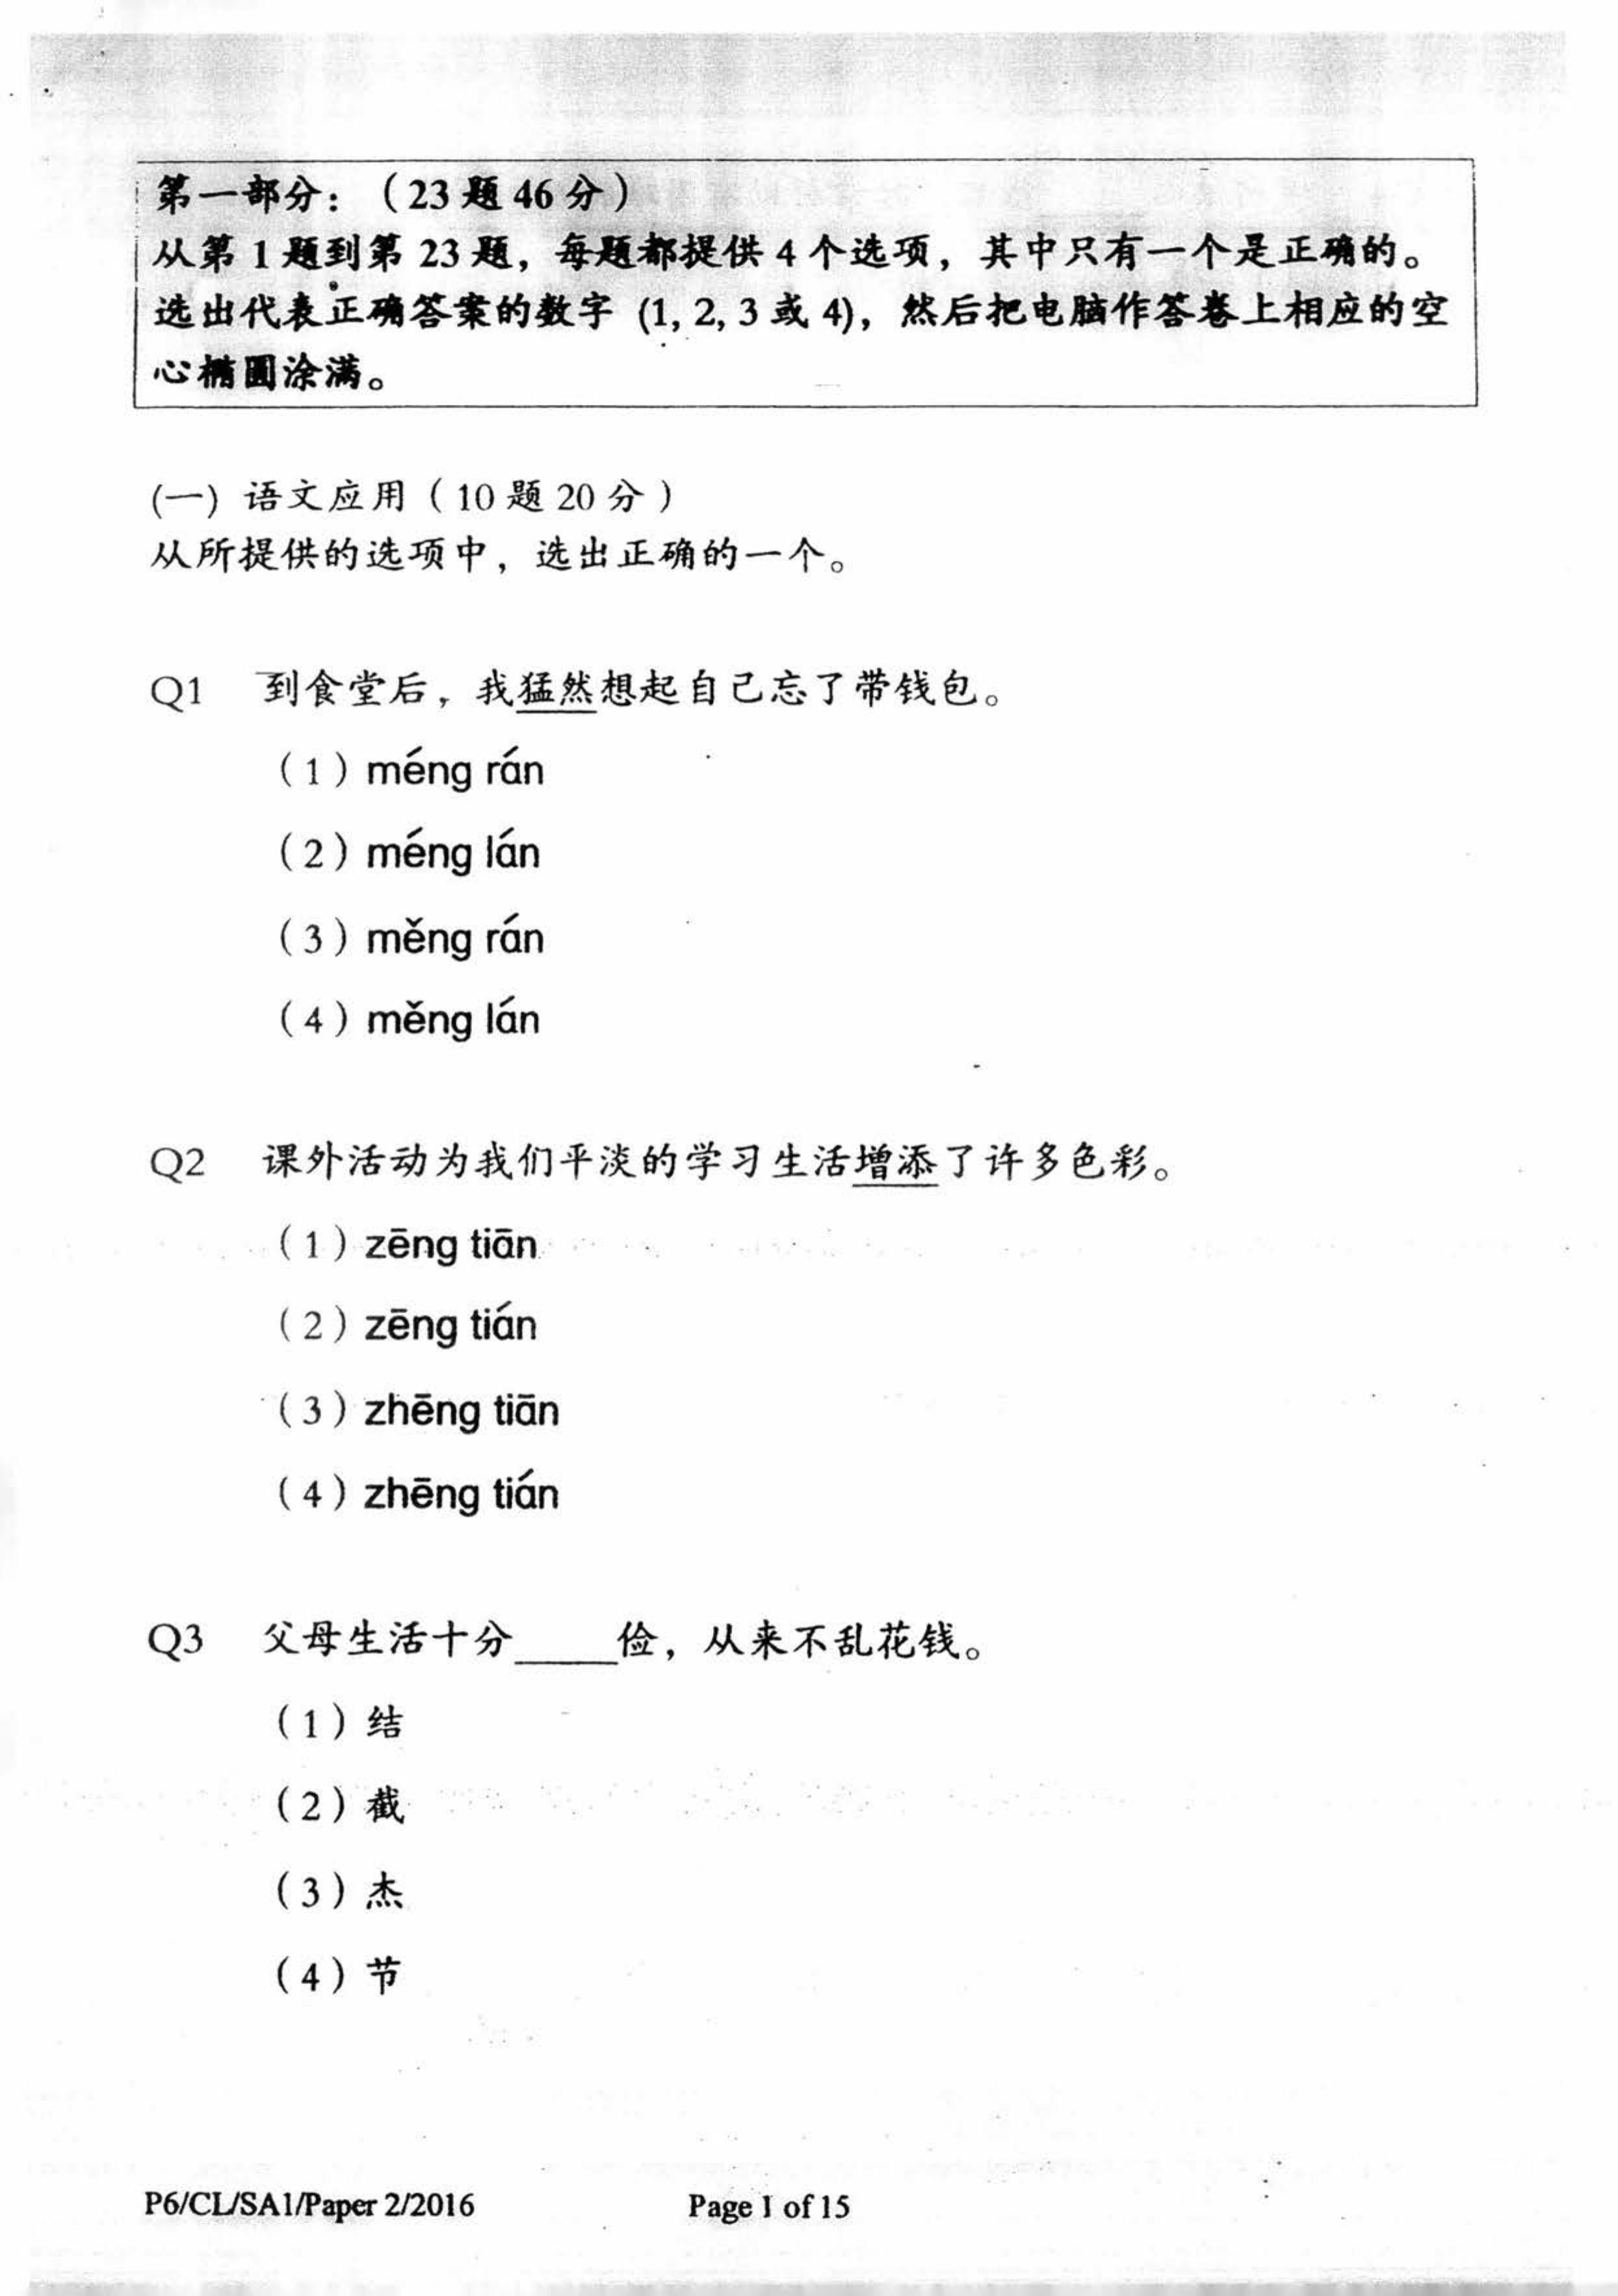 第一部分：（23 题 46 分）
从第 1 题到第 23 题，每题都提供 4 个选项，其中只有一个是正确的。
选出代表正确答案的数字 (1, 2, 3 或 4)，然后把电脑作答卷上相应的空
心椭圆涂满。
(一) 语文应用（10 题 20 分）
从所提供的选项中，选出正确的一个。
Q1 到食堂后，我猛然想起自己忘了带钱包。
（1）méng rán
（2）méng lán
（3）měng rán
（4）měng lán
Q2 课外活动为我们平淡的学习生活增添了许多色彩。
（1）zēng tiān
（2）zēng tián
（3）zhēng tiān
（4）zhēng tián
Q3 父母生活十分_____俭，从来不乱花钱。
（1）结
（2）截
（3）杰
（4）节
P6/CL/SA1/Paper 2/2016 Page 1 of 15